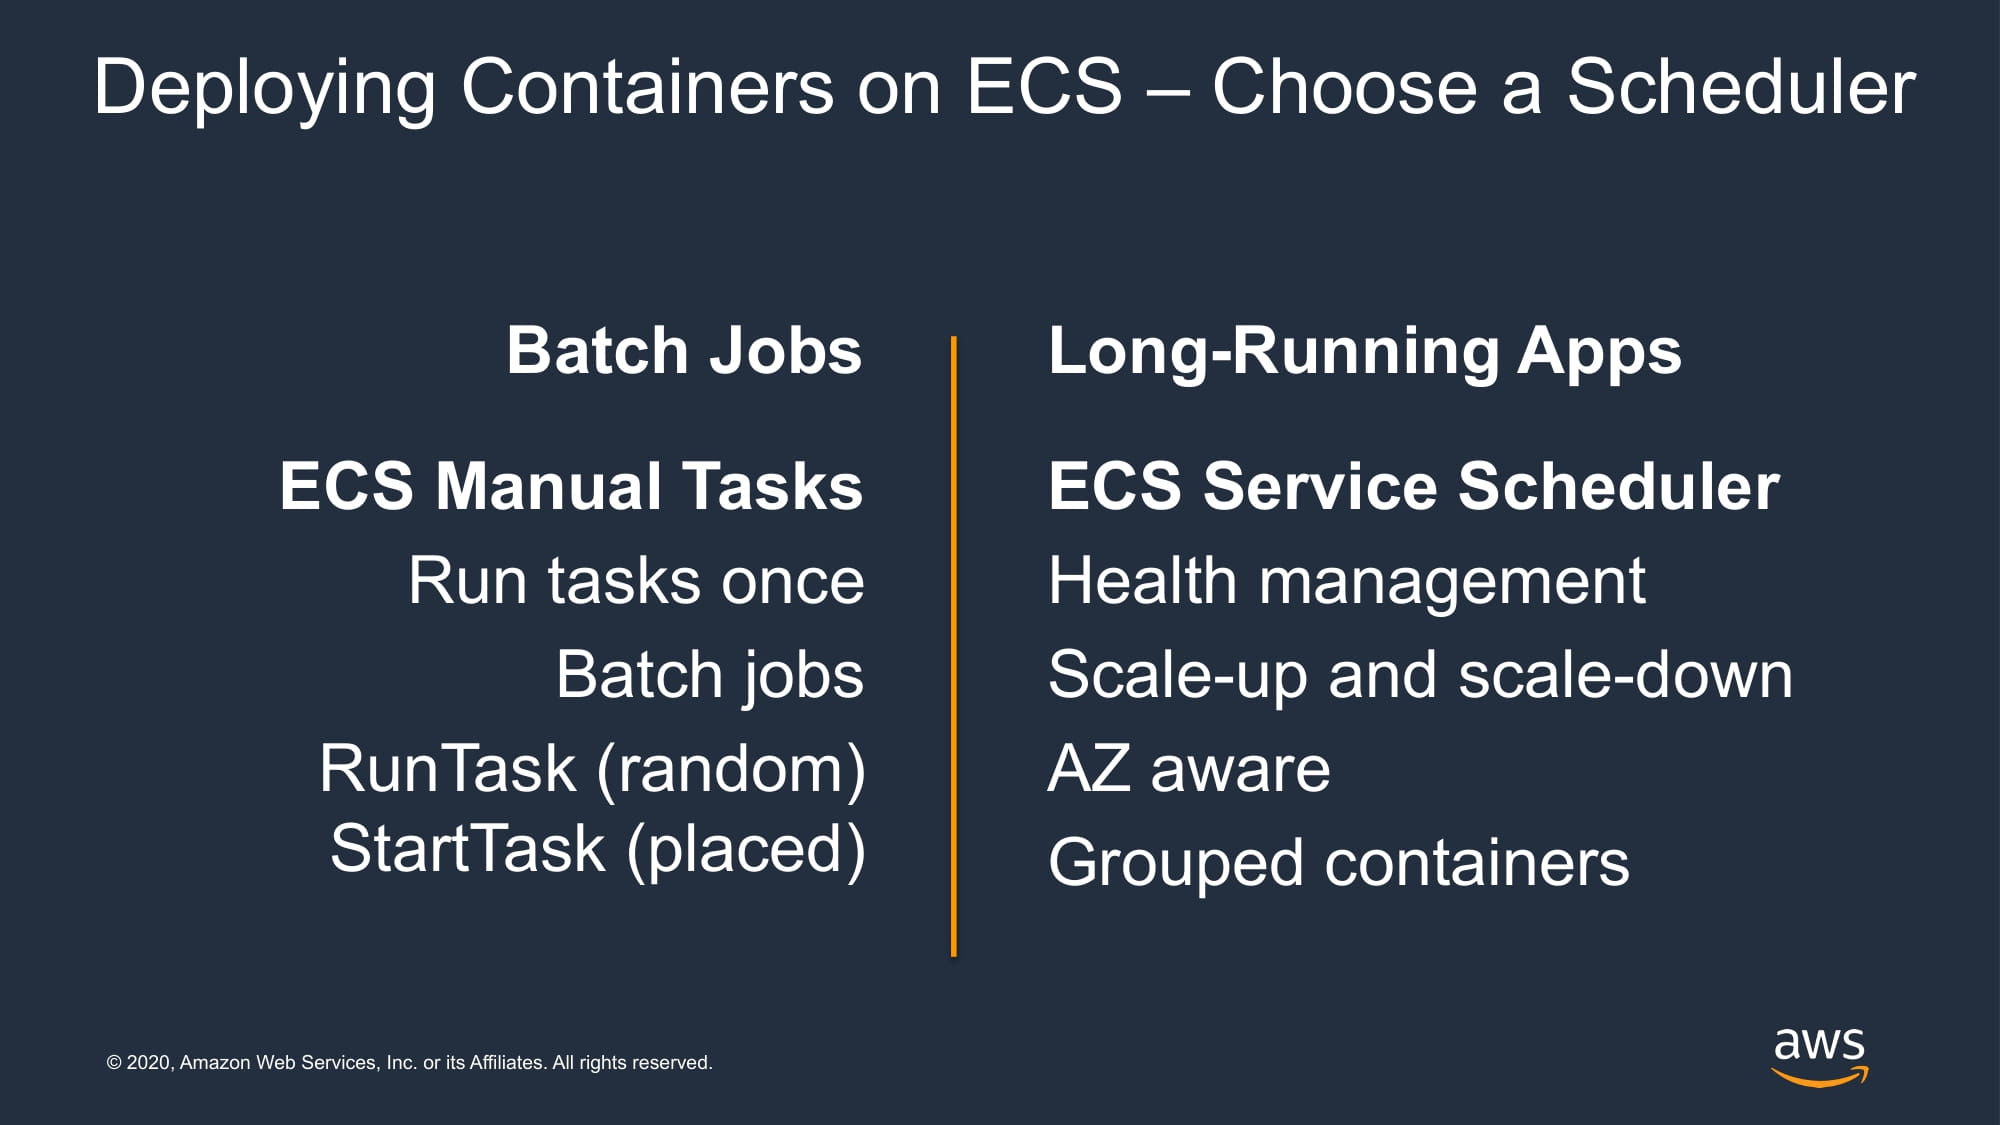 Deploying Containers on ECS – Choose a Scheduler
Batch Jobs
ECS Manual Tasks
Run tasks once
Batch jobs
RunTask (random)
StartTask (placed)
Long-Running Apps
ECS Service Scheduler
Health management
Scale-up and scale-down
AZ aware
Grouped containers
© 2020, Amazon Web Services, Inc. or its Affiliates. All rights reserved.
aws